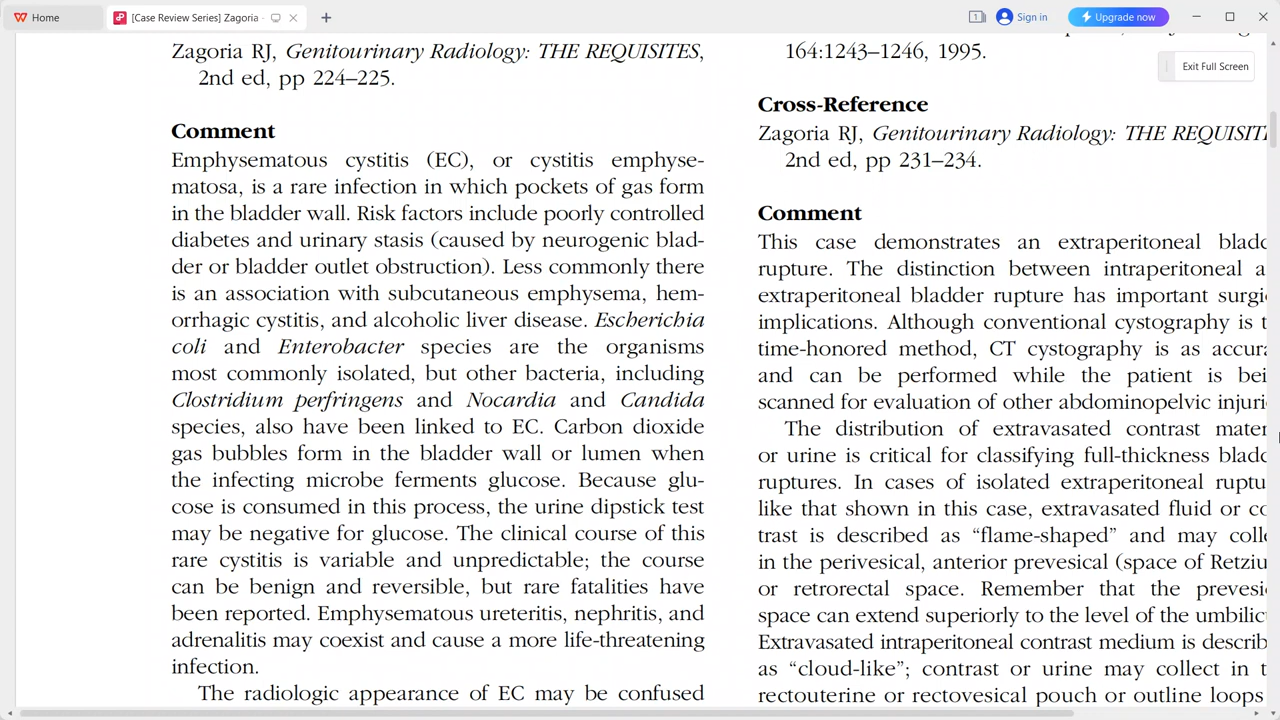 Home
[Case Review Series] Zagoria
Sign in
Upgrade now
Exit Full Screen
Zagoria RJ, Genitourinary Radiology: THE REQUISITES,
2nd ed, pp 224–225.
Comment
Emphysematous cystitis (EC), or cystitis emphyse-
matosa, is a rare infection in which pockets of gas form
in the bladder wall. Risk factors include poorly controlled
diabetes and urinary stasis (caused by neurogenic blad-
der or bladder outlet obstruction). Less commonly there
is an association with subcutaneous emphysema, hem-
orrhagic cystitis, and alcoholic liver disease. Escherichia
coli and Enterobacter species are the organisms
most commonly isolated, but other bacteria, including
Clostridium perfringens and Nocardia and Candida
species, also have been linked to EC. Carbon dioxide
gas bubbles form in the bladder wall or lumen when
the infecting microbe ferments glucose. Because glu-
cose is consumed in this process, the urine dipstick test
may be negative for glucose. The clinical course of this
rare cystitis is variable and unpredictable; the course
can be benign and reversible, but rare fatalities have
been reported. Emphysematous ureteritis, nephritis, and
adrenalitis may coexist and cause a more life-threatening
infection.
The radiologic appearance of EC may be confused
164:1243–1246, 1995.
Cross-Reference
Zagoria RJ, Genitourinary Radiology: THE REQUISIT
2nd ed, pp 231–234.
Comment
This case demonstrates an extraperitoneal bladd
rupture. The distinction between intraperitoneal a
extraperitoneal bladder rupture has important surgi
implications. Although conventional cystography is t
time-honored method, CT cystography is as accura
and can be performed while the patient is bei
scanned for evaluation of other abdominopelvic injuri
The distribution of extravasated contrast mater
or urine is critical for classifying full-thickness bladd
ruptures. In cases of isolated extraperitoneal ruptu
like that shown in this case, extravasated fluid or co
trast is described as “flame-shaped” and may colle
in the perivesical, anterior prevesical (space of Retziu
or retrorectal space. Remember that the prevesi
space can extend superiorly to the level of the umbilic
Extravasated intraperitoneal contrast medium is describ
as “cloud-like”; contrast or urine may collect in t
rectouterine or rectovesical pouch or outline loops